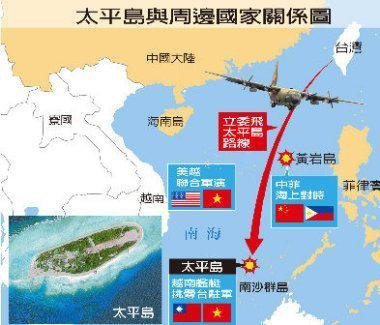 太平島與周邊國家關係圖
台灣
中國大陸
寮國
海南島
立委飛
太平島
路線
黃岩島
美越
聯合軍演
越南
中菲
海上對峙
菲律賓
南海
太平島
越南艦艇
挑釁台駐軍
南沙群島
太平島